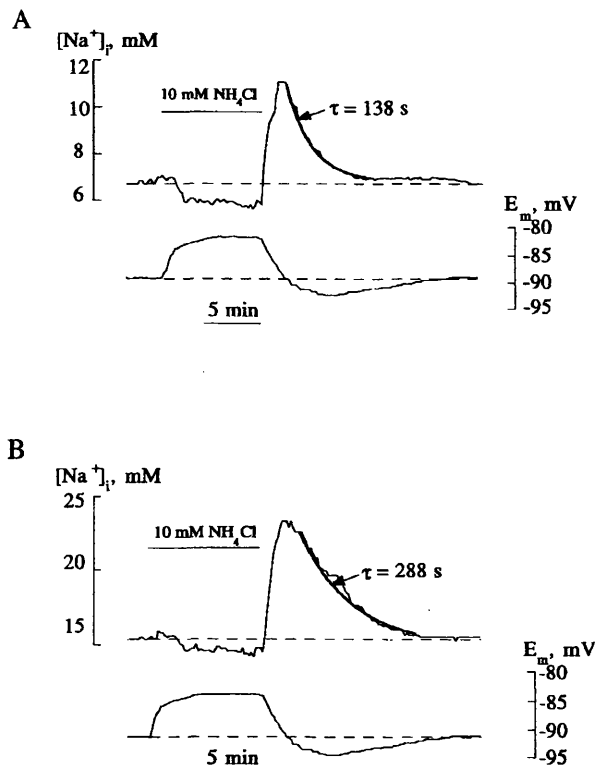 A
[Na⁺]ᵢ, mM
12
10 mM NH₄Cl
10
τ = 138 s
8
6
Eₘ, mV
-80
-85
-90
-95
5 min
B
[Na⁺]ᵢ, mM
25
10 mM NH₄Cl
20
τ = 288 s
15
Eₘ, mV
-80
-85
-90
-95
5 min